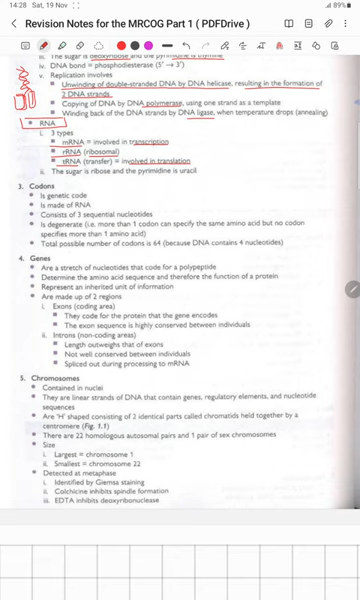 14:28 Sat, 19 Nov
Revision Notes for the MRCOG Part 1 ( PDFDrive )
iii. The sugar is deoxyribose and the pyrimidine is thymine
iv. DNA bond = phosphodiesterase (5' → 3')
v. Replication involves
Unwinding of double-stranded DNA by DNA helicase, resulting in the formation of
2 DNA strands.
Copying of DNA by DNA polymerase, using one strand as a template
Winding back of the DNA strands by DNA ligase, when temperature drops (annealing)
RNA
i. 3 types
mRNA = involved in transcription
rRNA (ribosomal)
tRNA (transfer) = involved in translation
ii. The sugar is ribose and the pyrimidine is uracil
3. Codons
Is genetic code
Is made of RNA
Consists of 3 sequential nucleotides
Is degenerate (i.e. more than 1 codon can specify the same amino acid but no codon
specifies more than 1 amino acid)
Total possible number of codons is 64 (because DNA contains 4 nucleotides)
4. Genes
Are a stretch of nucleotides that code for a polypeptide
Determine the amino acid sequence and therefore the function of a protein
Represent an inherited unit of information
Are made up of 2 regions
i. Exons (coding area)
They code for the protein that the gene encodes
The exon sequence is highly conserved between individuals
ii. Introns (non-coding areas)
Length outweighs that of exons
Not well conserved between individuals
Spliced out during processing to mRNA
5. Chromosomes
Contained in nuclei
They are linear strands of DNA that contain genes, regulatory elements, and nucleotide
sequences
Are 'H' shaped consisting of 2 identical parts called chromatids held together by a
centromere (Fig. 1.1)
There are 22 homologous autosomal pairs and 1 pair of sex chromosomes
Size
i. Largest = chromosome 1
ii. Smallest = chromosome 22
Detected at metaphase
i. Identified by Giemsa staining
ii. Colchicine inhibits spindle formation
iii. EDTA inhibits deoxyribonuclease